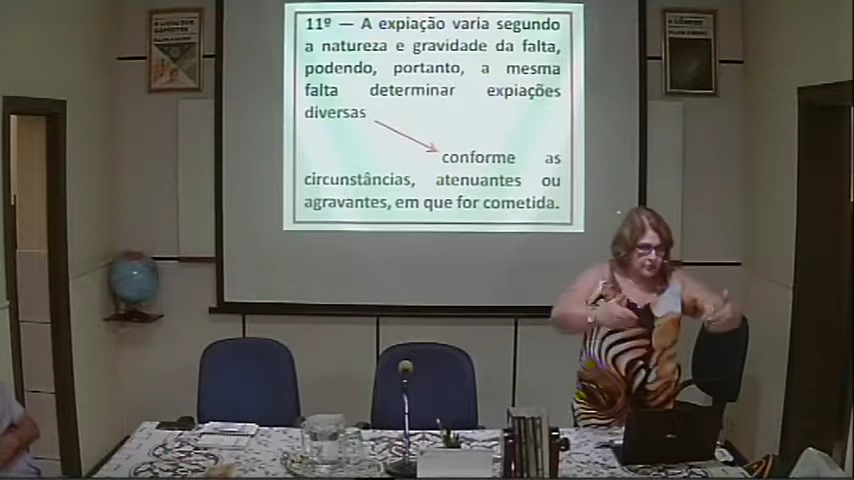 11º — A expiação varia segundo
a natureza e gravidade da falta,
podendo, portanto, a mesma
falta determinar expiações
diversas
conforme as
circunstâncias, atenuantes ou
agravantes, em que for cometida.